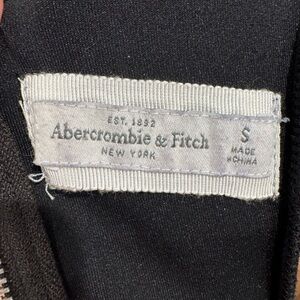 EST. 1892
Abercrombie & Fitch
NEW YORK
S
MADE
IN CHINA